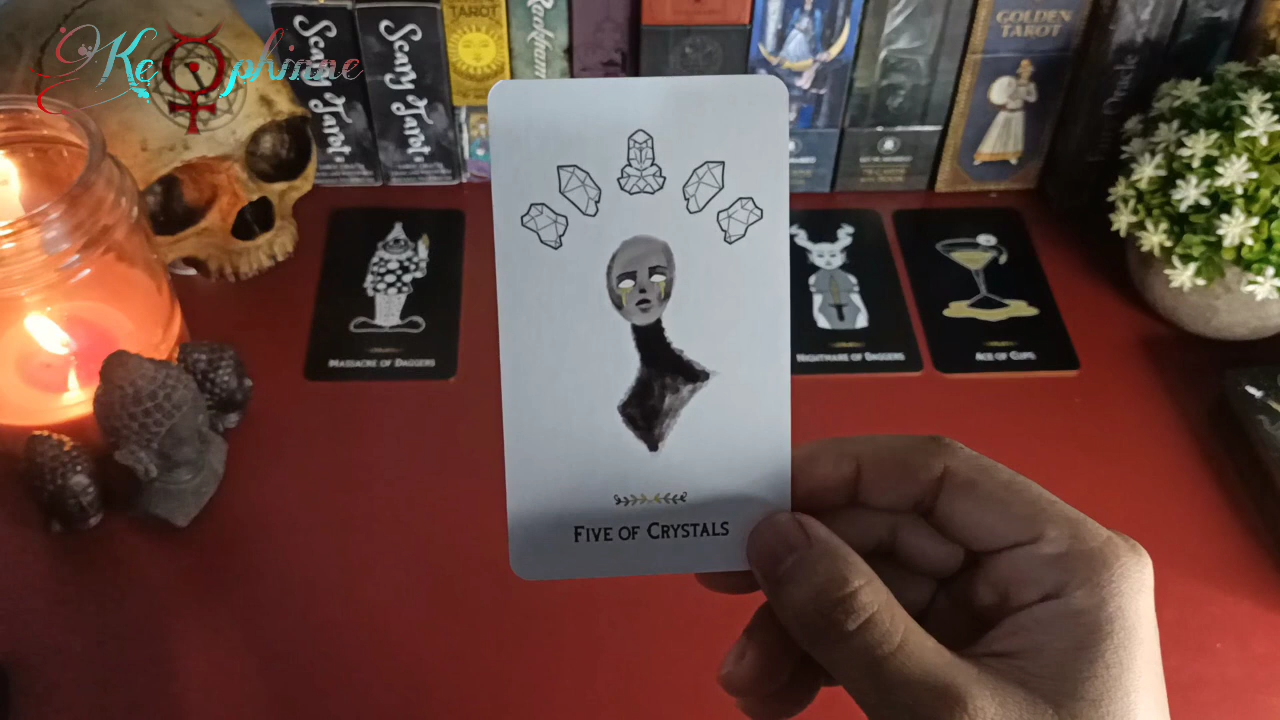 KeOphinne
Scary Tarot
Scary Tarot
TAROT
Rackham
GOLDEN
TAROT
MASSACRE OF DAGGERS
NIGHTMARE OF DAGGERS
ACE OF CUPS
FIVE OF CRYSTALS